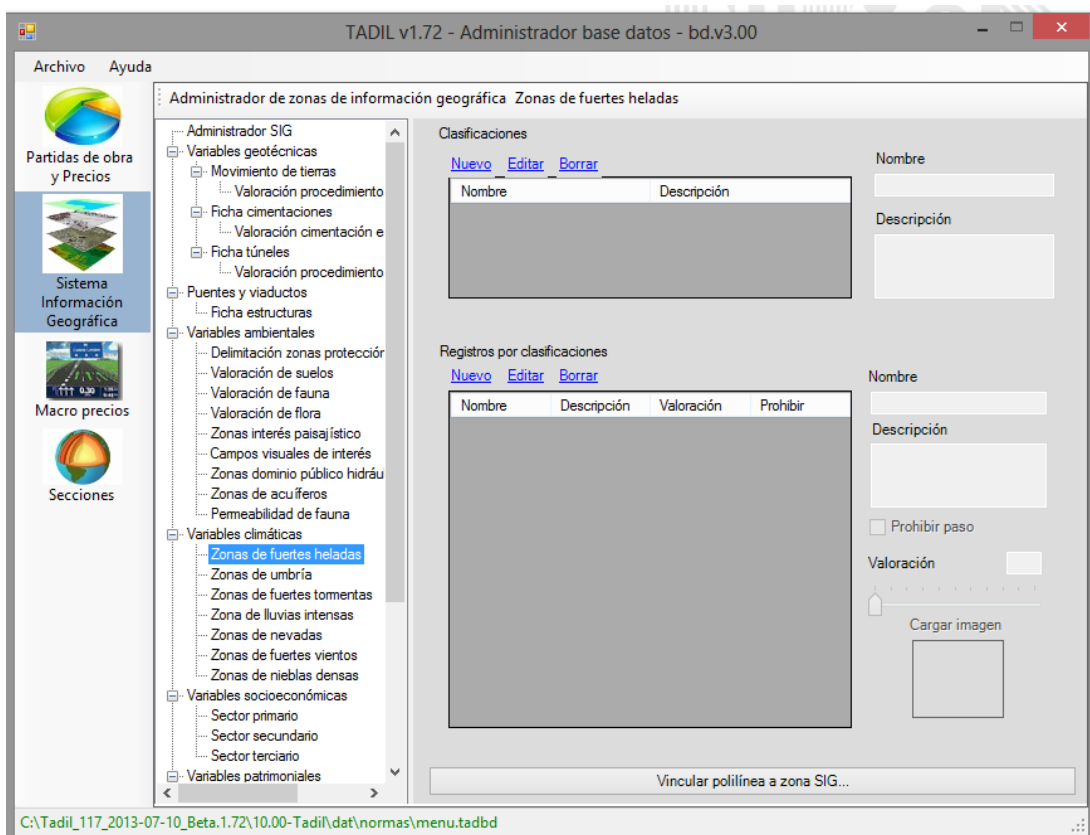 TADIL v1.72 - Administrador base datos - bd.v3.00
Archivo Ayuda
Partidas de obra
y Precios
Sistema
Información
Geográfica
Macro precios
Secciones
Administrador de zonas de información geográfica Zonas de fuertes heladas
Administrador SIG
Variables geotécnicas
Movimiento de tierras
Valoración procedimiento
Ficha cimentaciones
Valoración cimentación e
Ficha túneles
Valoración procedimiento
Puentes y viaductos
Ficha estructuras
Variables ambientales
Delimitación zonas protección
Valoración de suelos
Valoración de fauna
Valoración de flora
Zonas interés paisajístico
Campos visuales de interés
Zonas dominio público hidráu
Zonas de acuíferos
Permeabilidad de fauna
Variables climáticas
Zonas de fuertes heladas
Zonas de umbría
Zonas de fuertes tormentas
Zona de lluvias intensas
Zonas de nevadas
Zonas de fuertes vientos
Zonas de nieblas densas
Variables socioeconómicas
Sector primario
Sector secundario
Sector terciario
Variables patrimoniales
Clasificaciones
Nuevo Editar Borrar
Nombre Descripción
Nombre
Descripción
Registros por clasificaciones
Nuevo Editar Borrar
Nombre Descripción Valoración Prohibir
Nombre
Descripción
Prohibir paso
Valoración
Cargar imagen
Vincular polilínea a zona SIG...
C:\Tadil_117_2013-07-10_Beta.1.72\10.00-Tadil\dat\normas\menu.tadbd